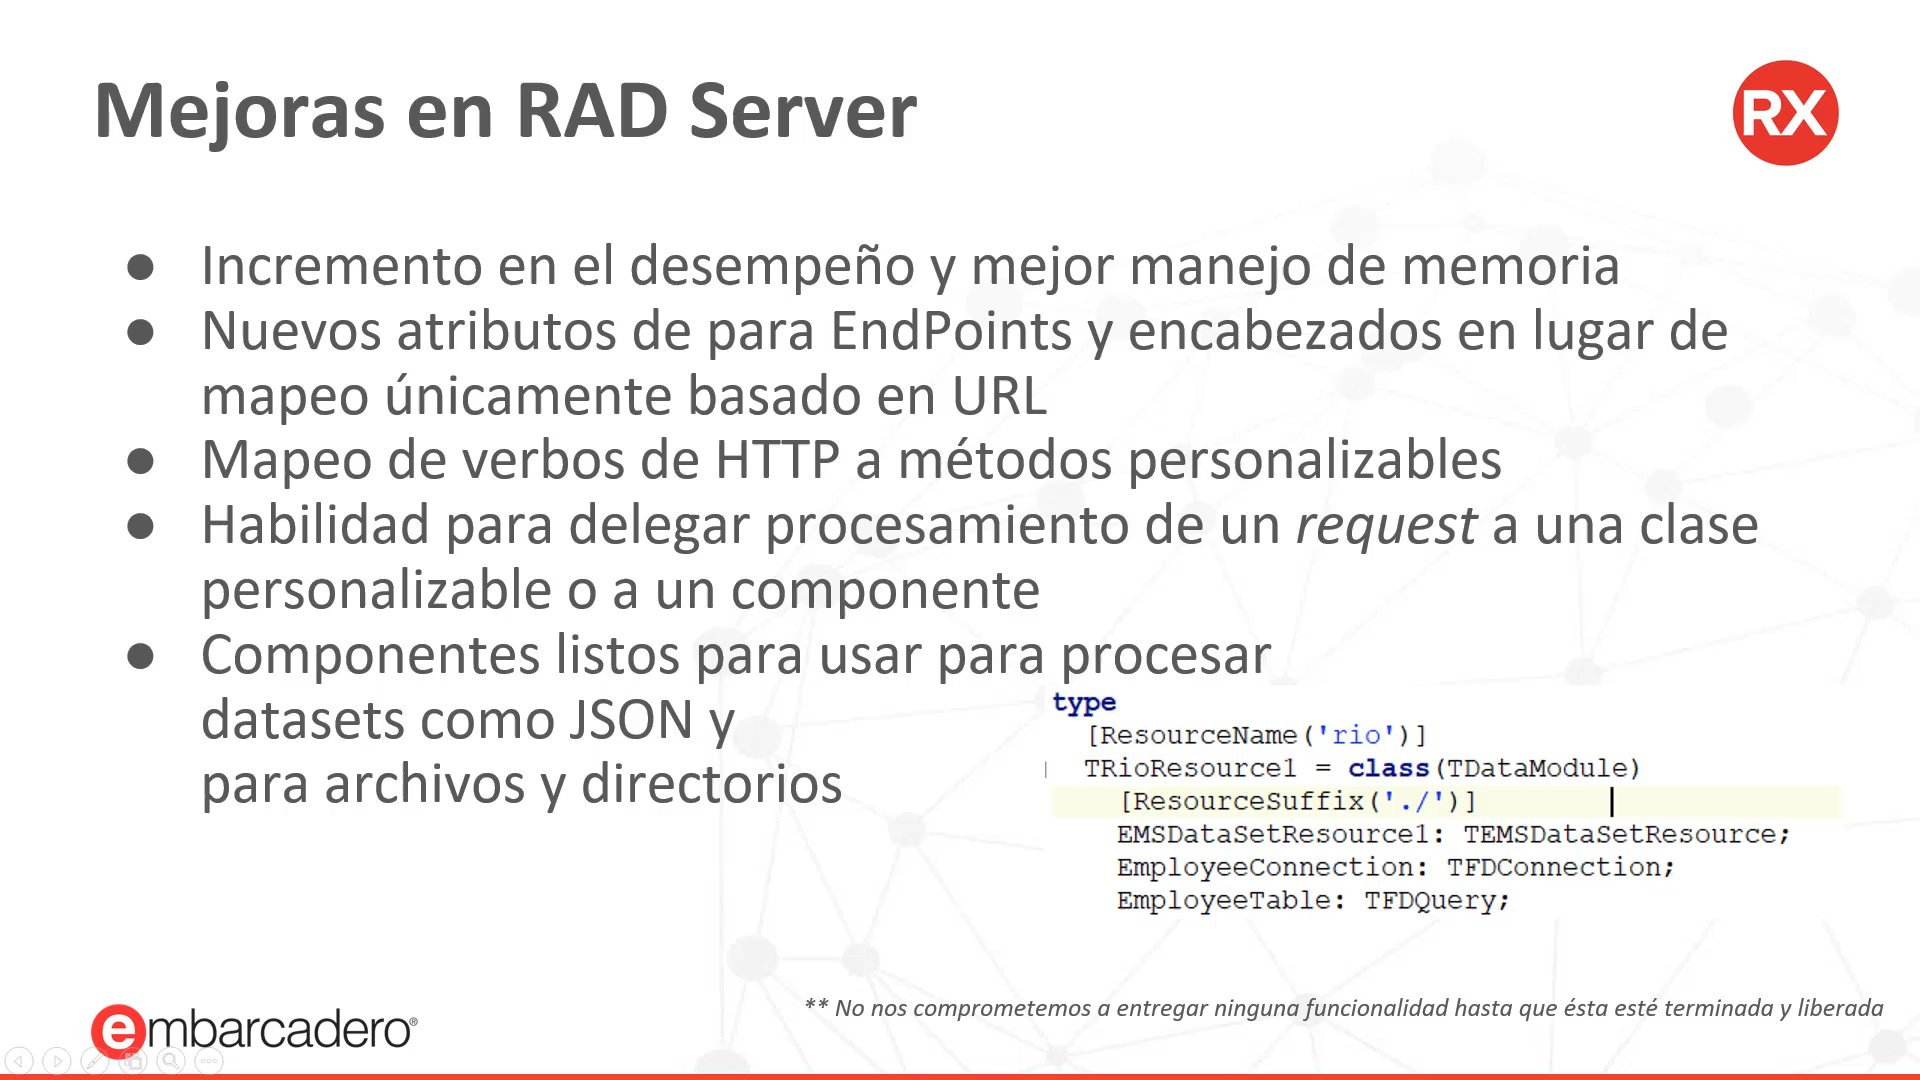 Mejoras en RAD Server
RX
● Incremento en el desempeño y mejor manejo de memoria
● Nuevos atributos de para EndPoints y encabezados en lugar de
mapeo únicamente basado en URL
● Mapeo de verbos de HTTP a métodos personalizables
● Habilidad para delegar procesamiento de un request a una clase
personalizable o a un componente
● Componentes listos para usar para procesar
datasets como JSON y
para archivos y directorios
type
[ResourceName('rio')]
TRioResource1 = class(TDataModule)
[ResourceSuffix('./')]
EMSDataSetResource1: TEMSDataSetResource;
EmployeeConnection: TFDConnection;
EmployeeTable: TFDQuery;
** No nos comprometemos a entregar ninguna funcionalidad hasta que ésta esté terminada y liberada
embarcadero®